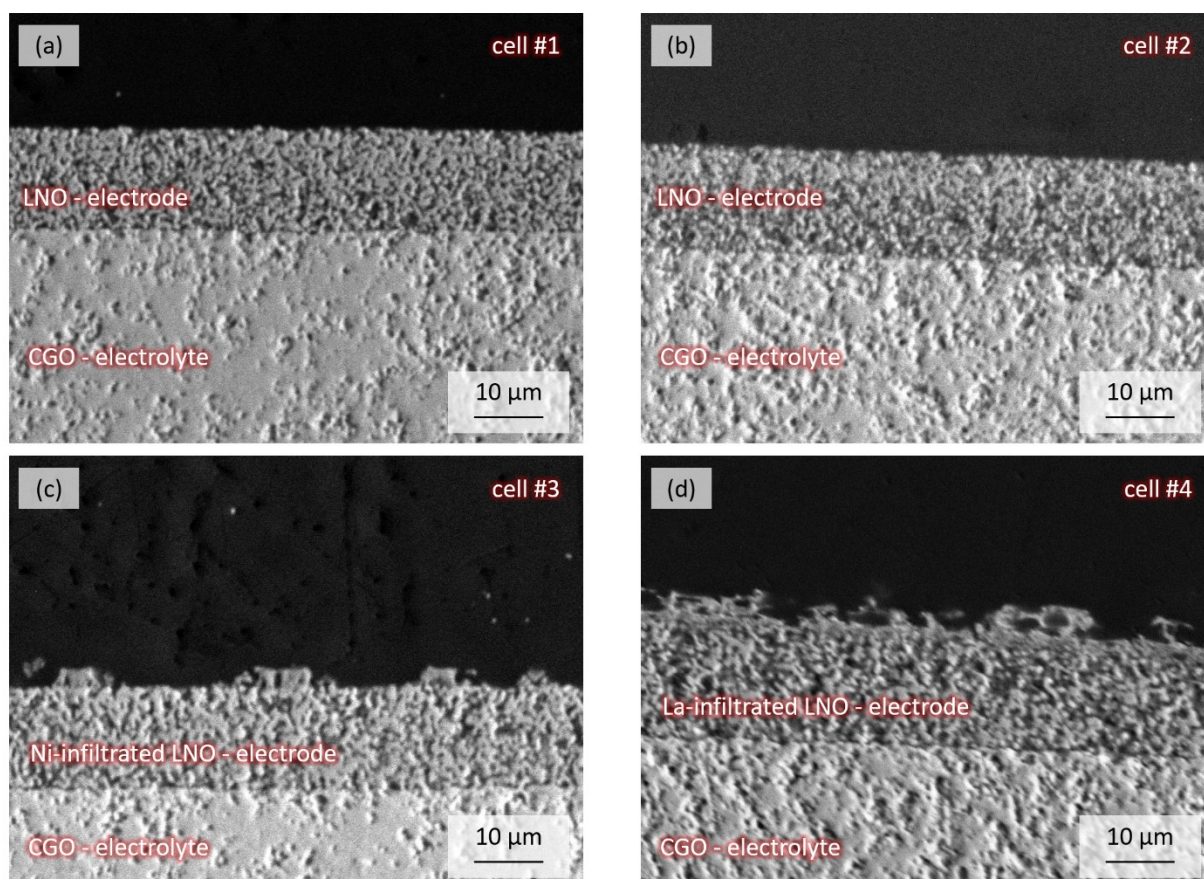 (a)
cell #1
LNO - electrode
CGO - electrolyte
10 µm
(b)
cell #2
LNO - electrode
CGO - electrolyte
10 µm
(c)
cell #3
Ni-infiltrated LNO - electrode
CGO - electrolyte
10 µm
(d)
cell #4
La-infiltrated LNO - electrode
CGO - electrolyte
10 µm